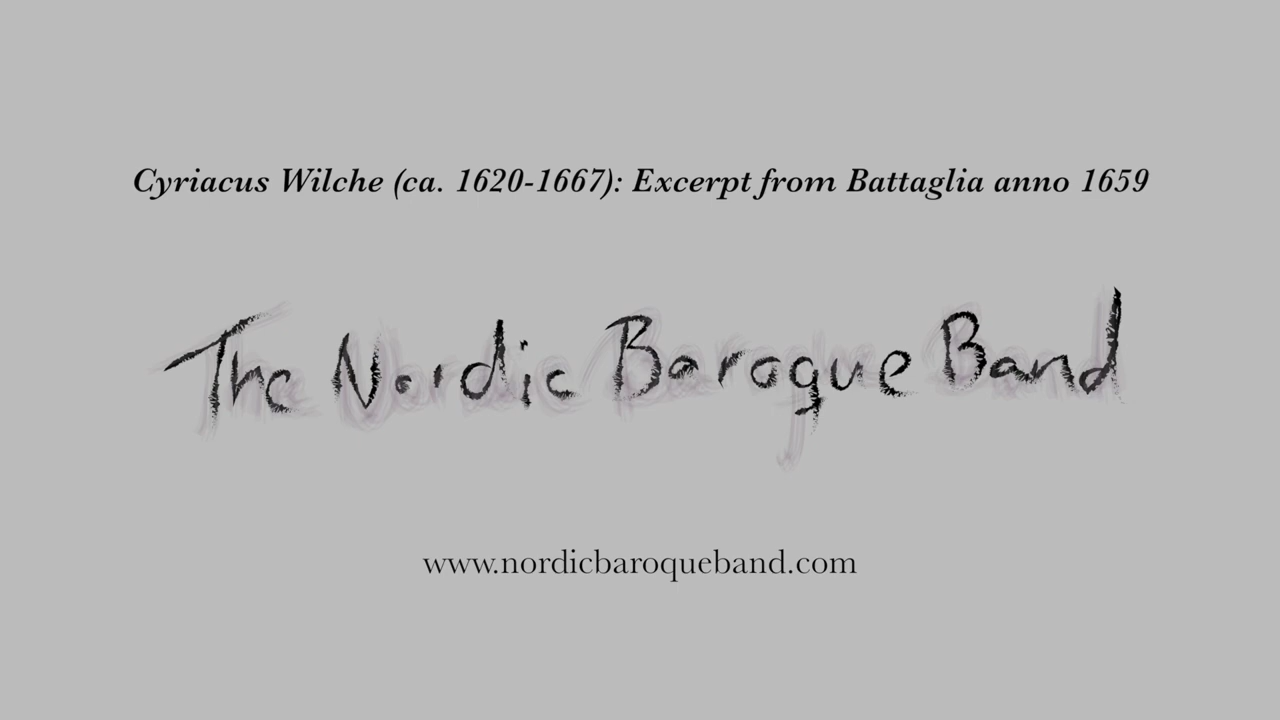 Cyriacus Wilche (ca. 1620-1667): Excerpt from Battaglia anno 1659
The Nordic Baroque Band
www.nordicbaroqueband.com